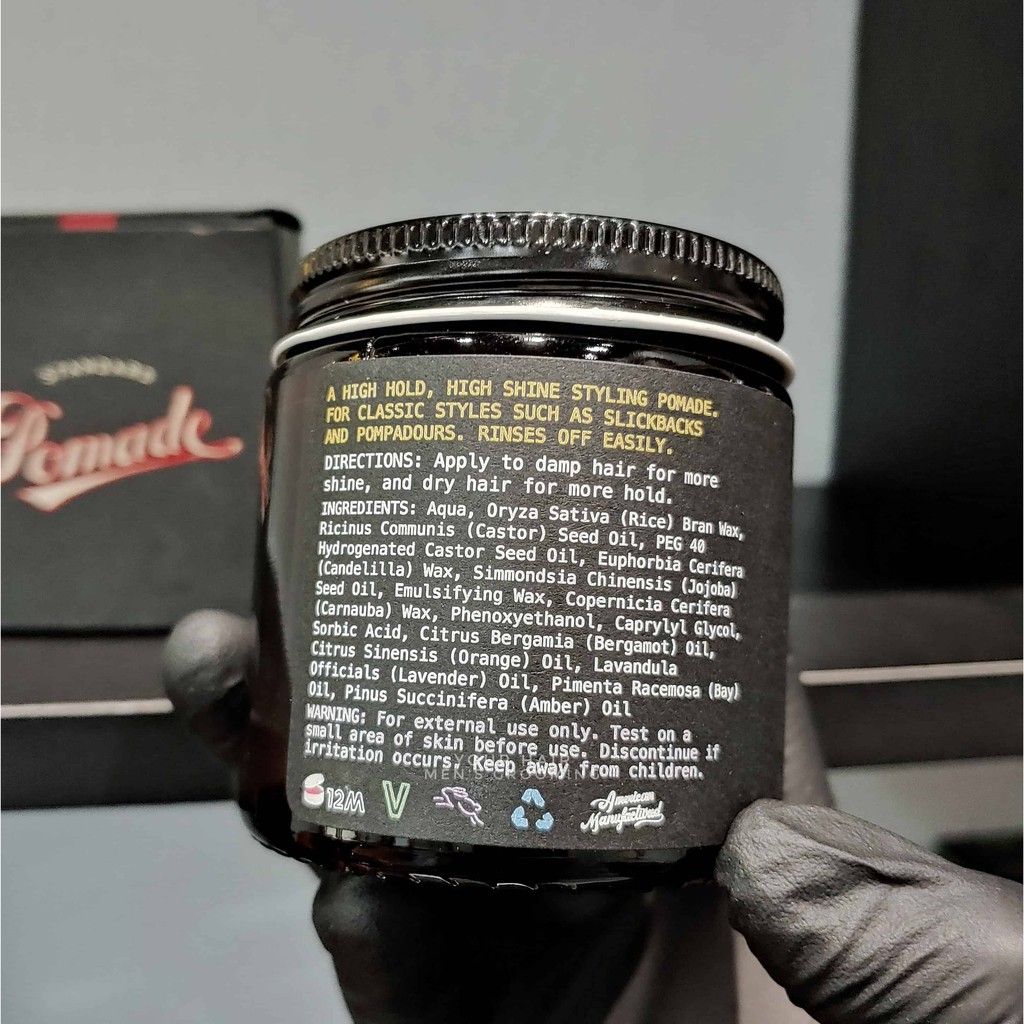 STANDARD
Pomade
A HIGH HOLD, HIGH SHINE STYLING POMADE.
FOR CLASSIC STYLES SUCH AS SLICKBACKS
AND POMPADOURS. RINSES OFF EASILY.
DIRECTIONS: Apply to damp hair for more
shine, and dry hair for more hold.
INGREDIENTS: Aqua, Oryza Sativa (Rice) Bran Wax,
Ricinus Communis (Castor) Seed Oil, PEG 40
Hydrogenated Castor Seed Oil, Euphorbia Cerifera
(Candelilla) Wax, Simmondsia Chinensis (Jojoba)
Seed Oil, Emulsifying Wax, Copernicia Cerifera
(Carnauba) Wax, Phenoxyethanol, Caprylyl Glycol,
Sorbic Acid, Citrus Bergamia (Bergamot) Oil,
Citrus Sinensis (Orange) Oil, Lavandula
Officials (Lavender) Oil, Pimenta Racemosa (Bay)
Oil, Pinus Succinifera (Amber) Oil
WARNING: For external use only. Test on a
small area of skin before use. Discontinue if
irritation occurs. Keep away from children.
MEN'S GROOMING
12M V American
Manufactured